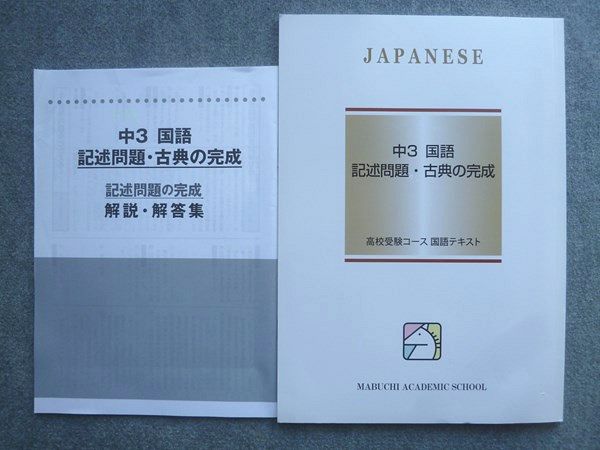 中3 国語
記述問題・古典の完成
記述問題の完成
解説・解答集
JAPANESE
中3 国語
記述問題・古典の完成
高校受験コース 国語テキスト
MABUCHI ACADEMIC SCHOOL